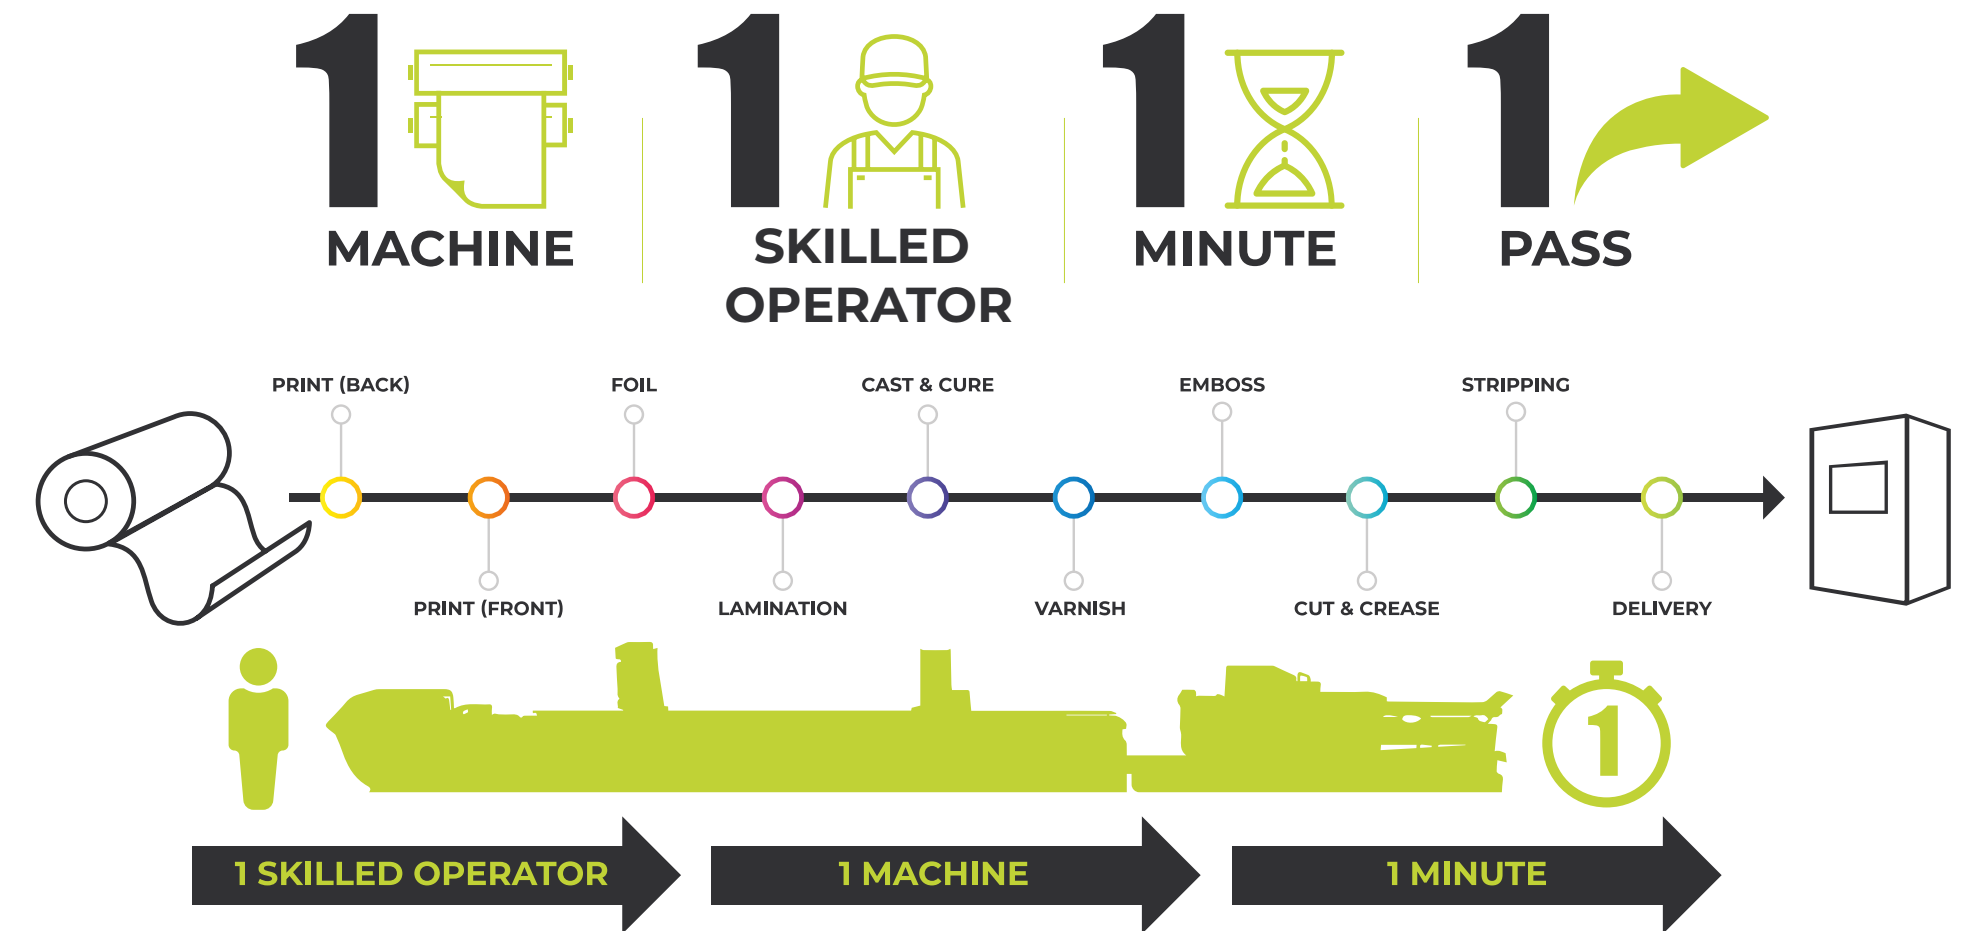 1
MACHINE
1
SKILLED
OPERATOR
1
MINUTE
1
PASS
PRINT (BACK)
FOIL
CAST & CURE
EMBOSS
STRIPPING
PRINT (FRONT)
LAMINATION
VARNISH
CUT & CREASE
DELIVERY
1
1 SKILLED OPERATOR
1 MACHINE
1 MINUTE